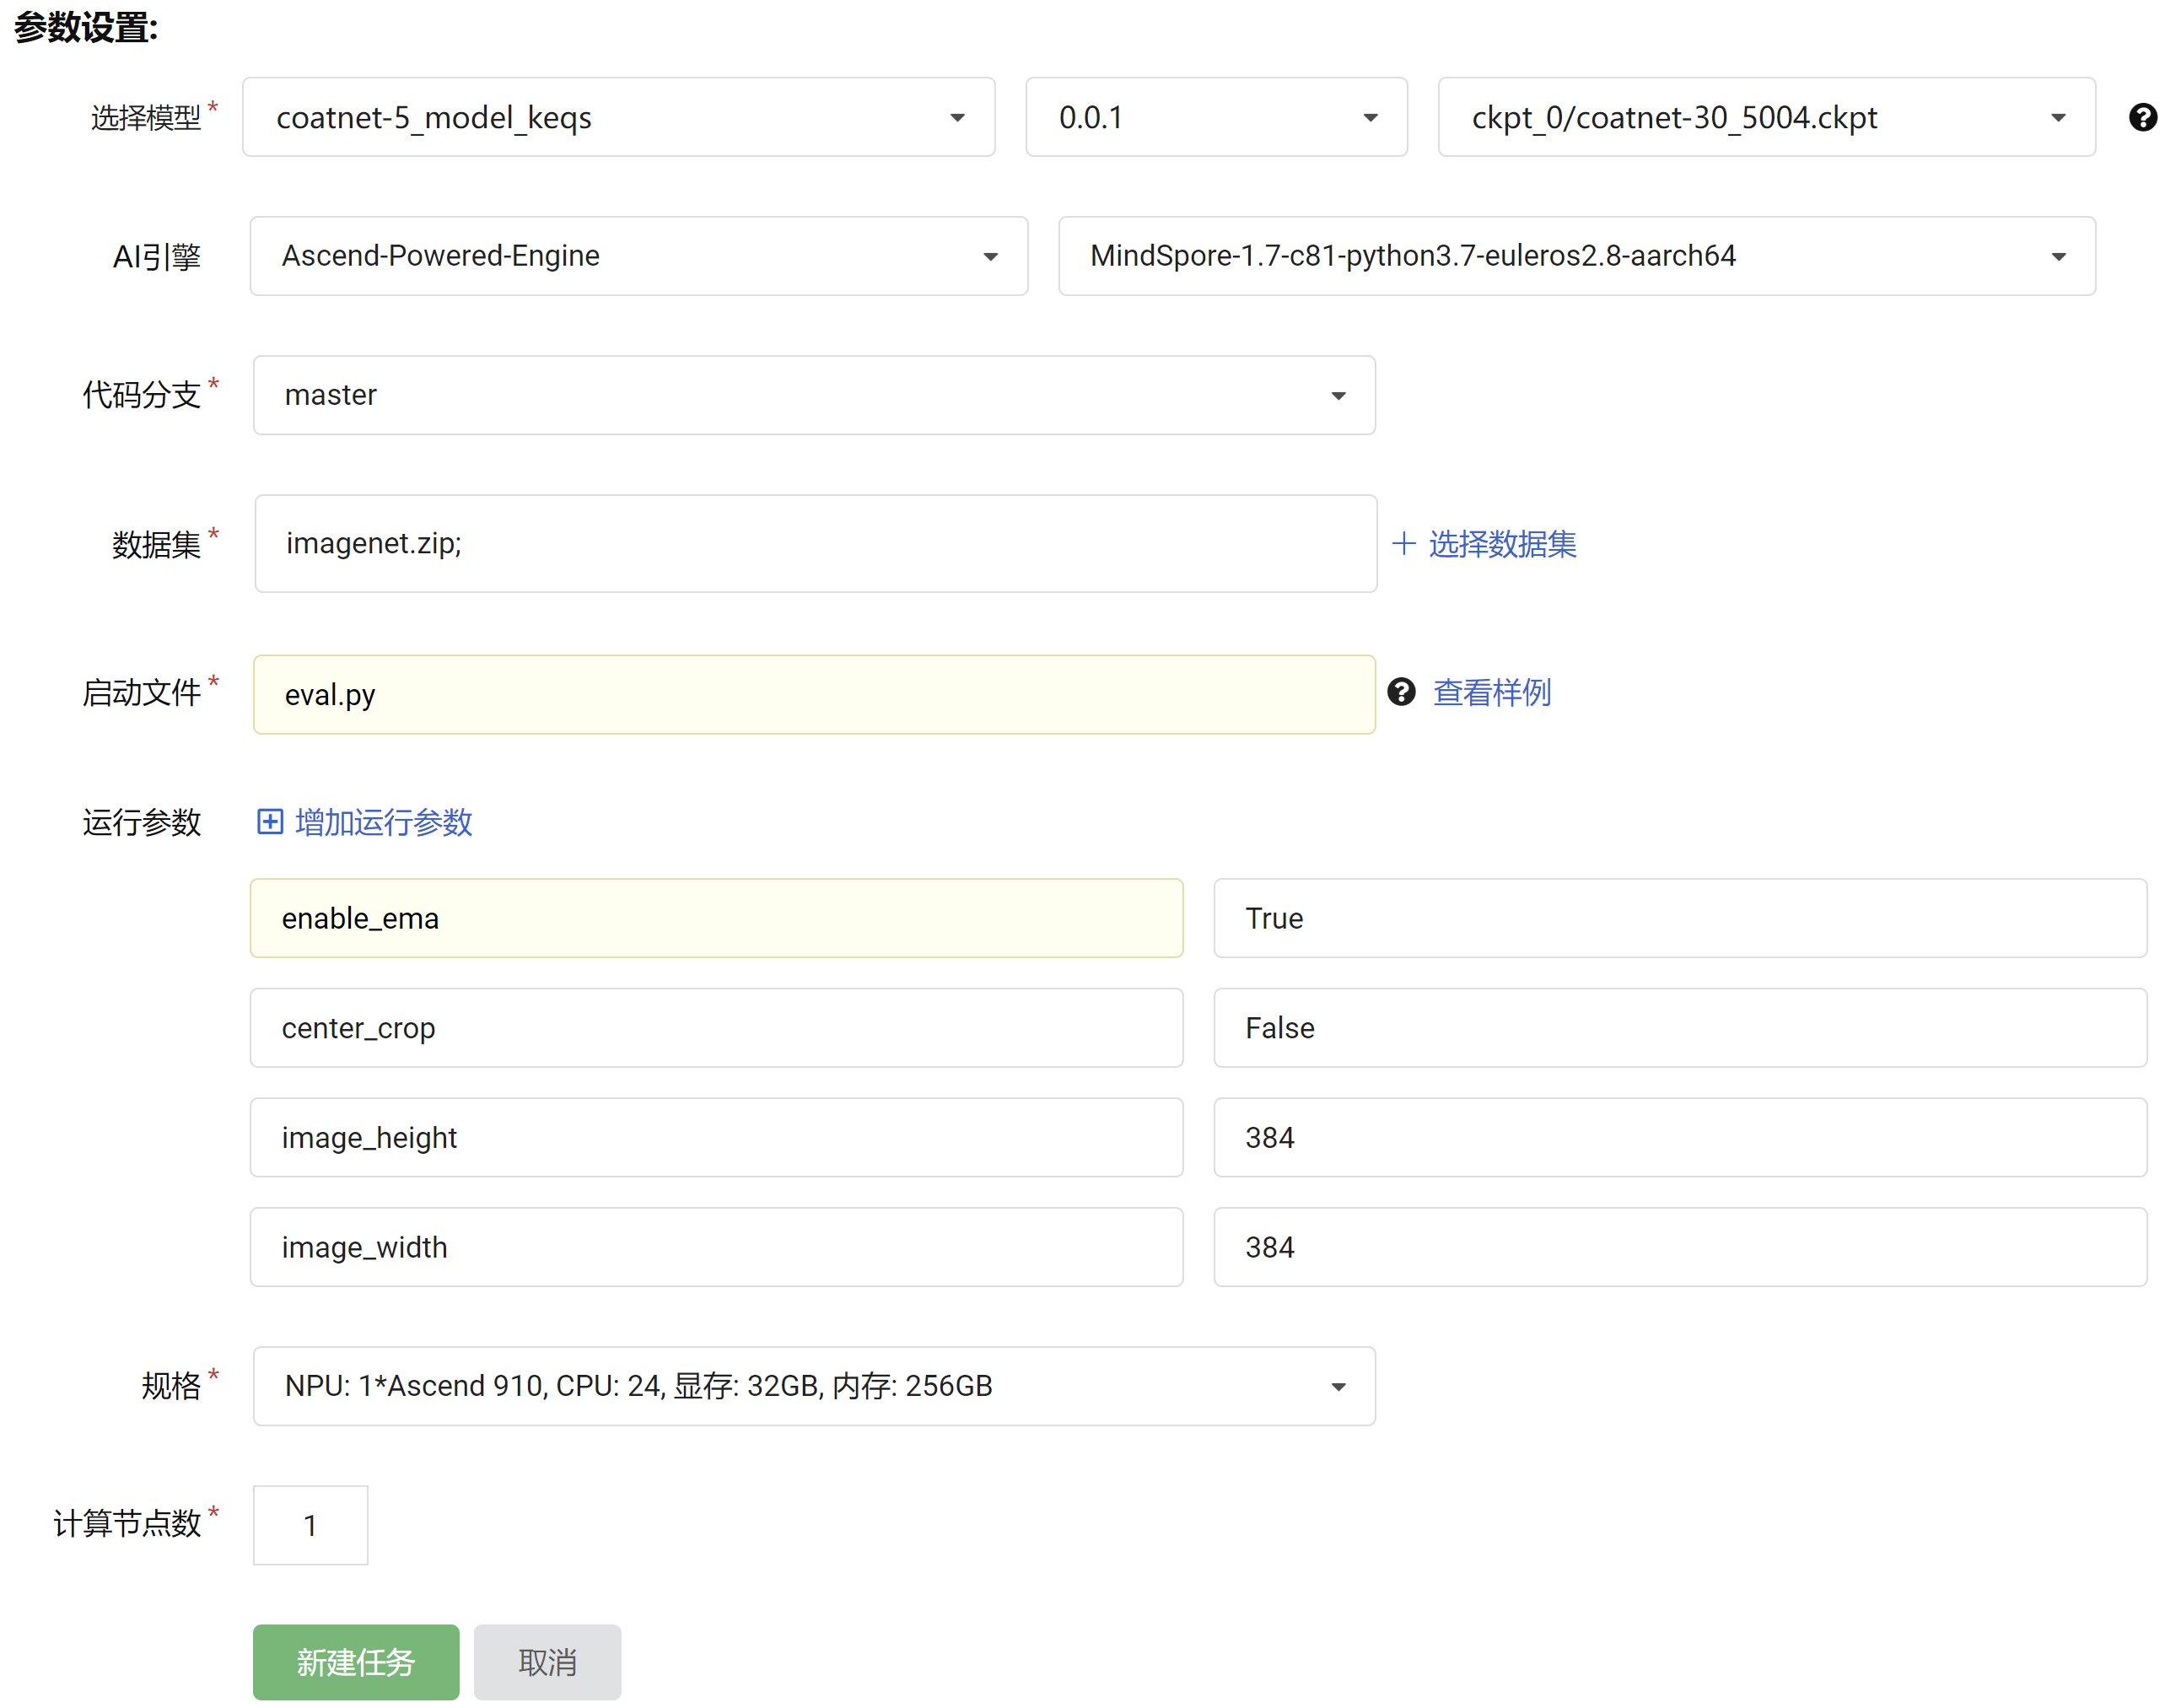 参数设置:
选择模型 * coatnet-5_model_keqs 0.0.1 ckpt_0/coatnet-30_5004.ckpt
AI引擎 Ascend-Powered-Engine MindSpore-1.7-c81-python3.7-euleros2.8-aarch64
代码分支 * master
数据集 * imagenet.zip; 选择数据集
启动文件 * eval.py 查看样例
运行参数 增加运行参数
enable_ema True
center_crop False
image_height 384
image_width 384
规格 * NPU: 1*Ascend 910, CPU: 24, 显存: 32GB, 内存: 256GB
计算节点数 * 1
新建任务 取消